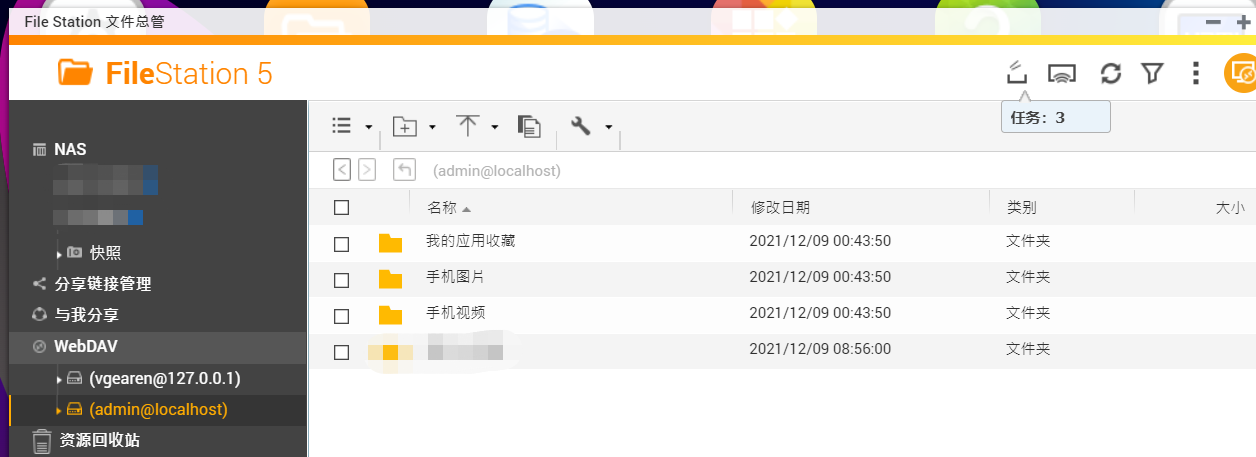 File Station 文件总管
FileStation 5
任务：3
NAS
快照
分享链接管理
与我分享
WebDAV
(vgearen@127.0.0.1)
(admin@localhost)
资源回收站
(admin@localhost)
名称 修改日期 类别 大小
我的应用收藏 2021/12/09 00:43:50 文件夹
手机图片 2021/12/09 00:43:50 文件夹
手机视频 2021/12/09 00:43:50 文件夹
2021/12/09 08:56:00 文件夹